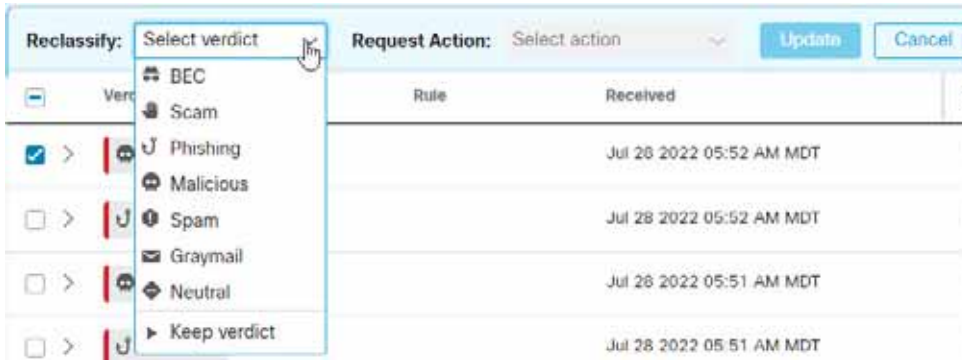 Reclassify: Select verdict Request Action: Select action Update Cancel
BEC
Verc Rule Received
Scam
Phishing Jul 28 2022 05:52 AM MDT
Malicious
Spam Jul 28 2022 05:52 AM MDT
Graymail
Neutral Jul 28 2022 05:51 AM MDT
Keep verdict
Jul 28 2022 05:51 AM MDT